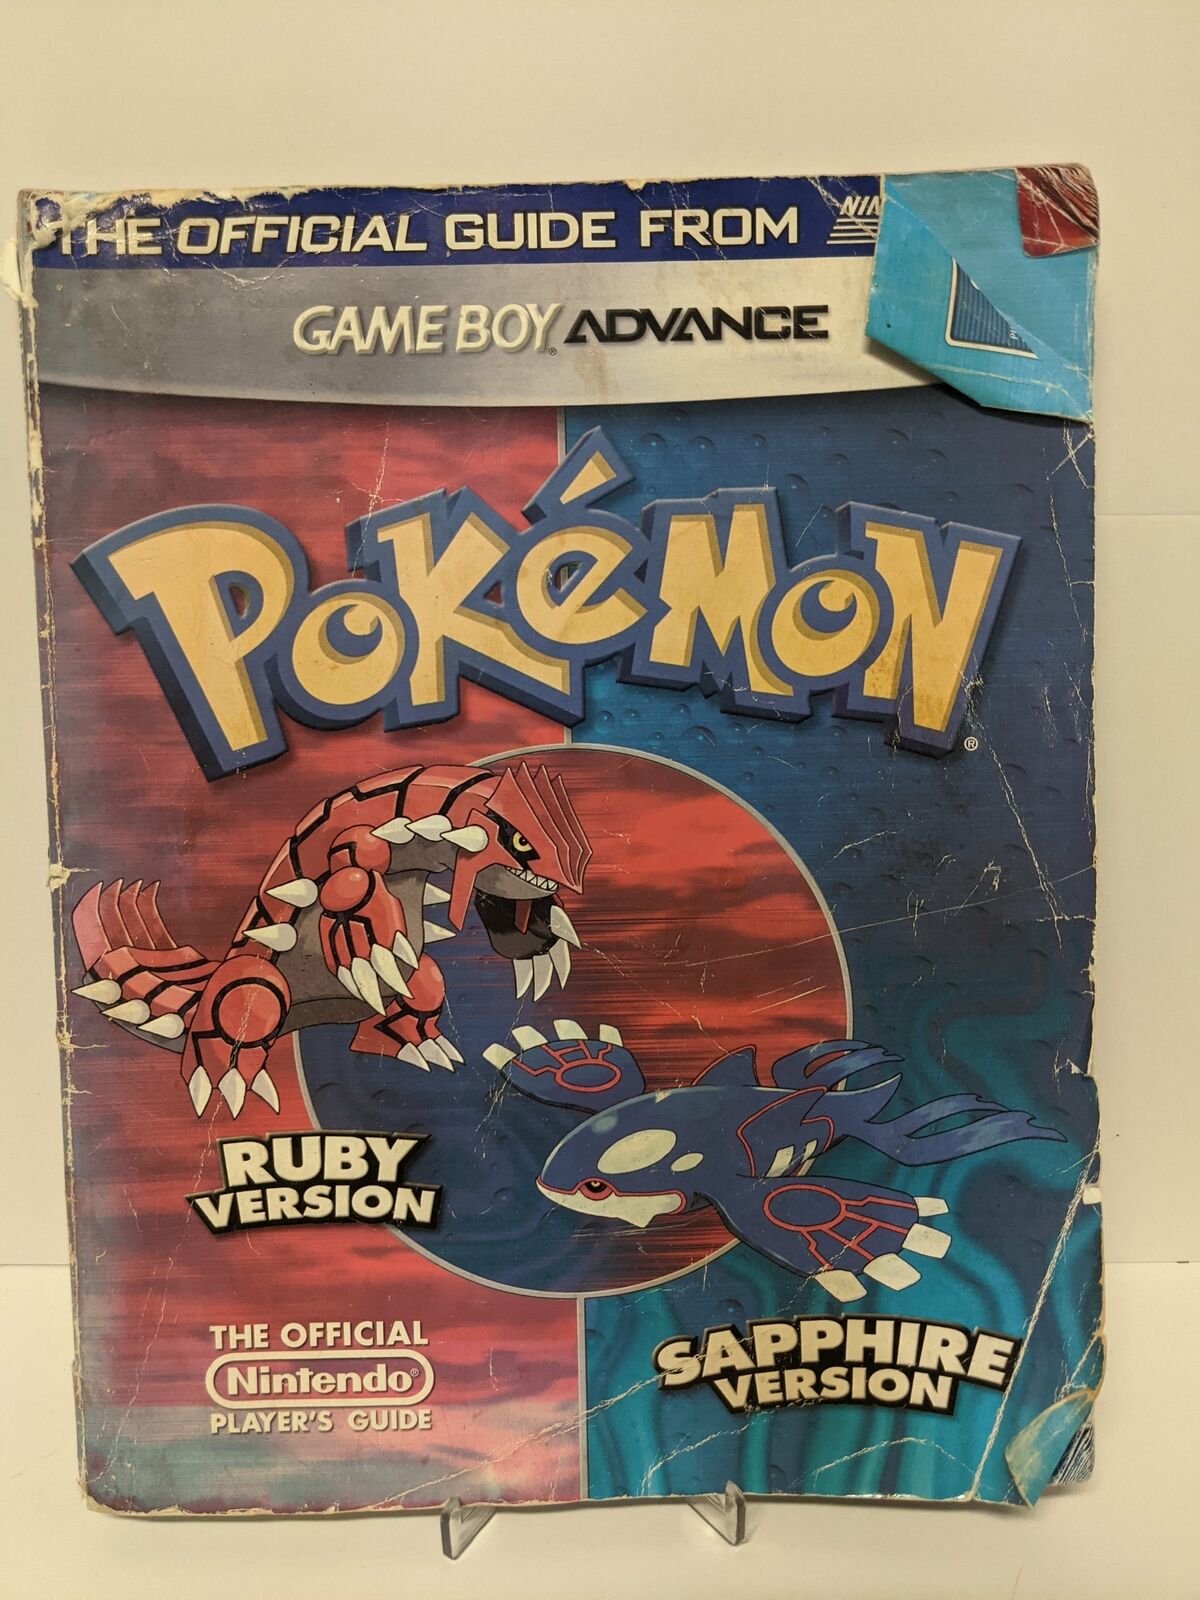 THE OFFICIAL GUIDE FROM
GAME BOY® ADVANCE
POKéMON®
RUBY
VERSION
THE OFFICIAL
Nintendo®
PLAYER'S GUIDE
SAPPHIRE
VERSION